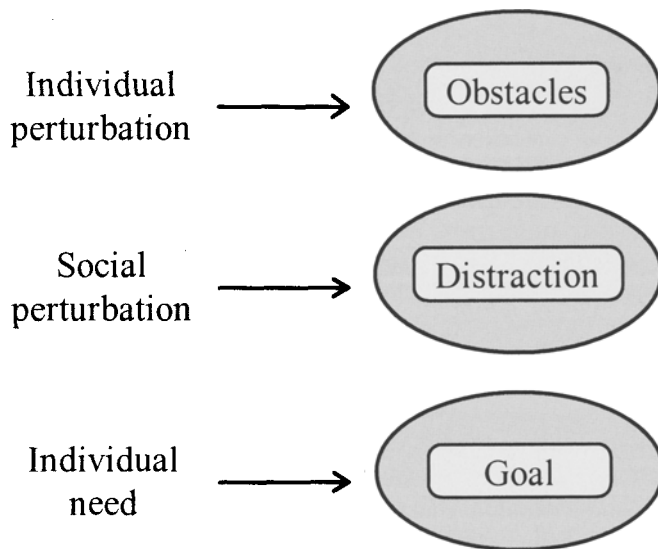 Individual
perturbation
Obstacles
Social
perturbation
Distraction
Individual
need
Goal